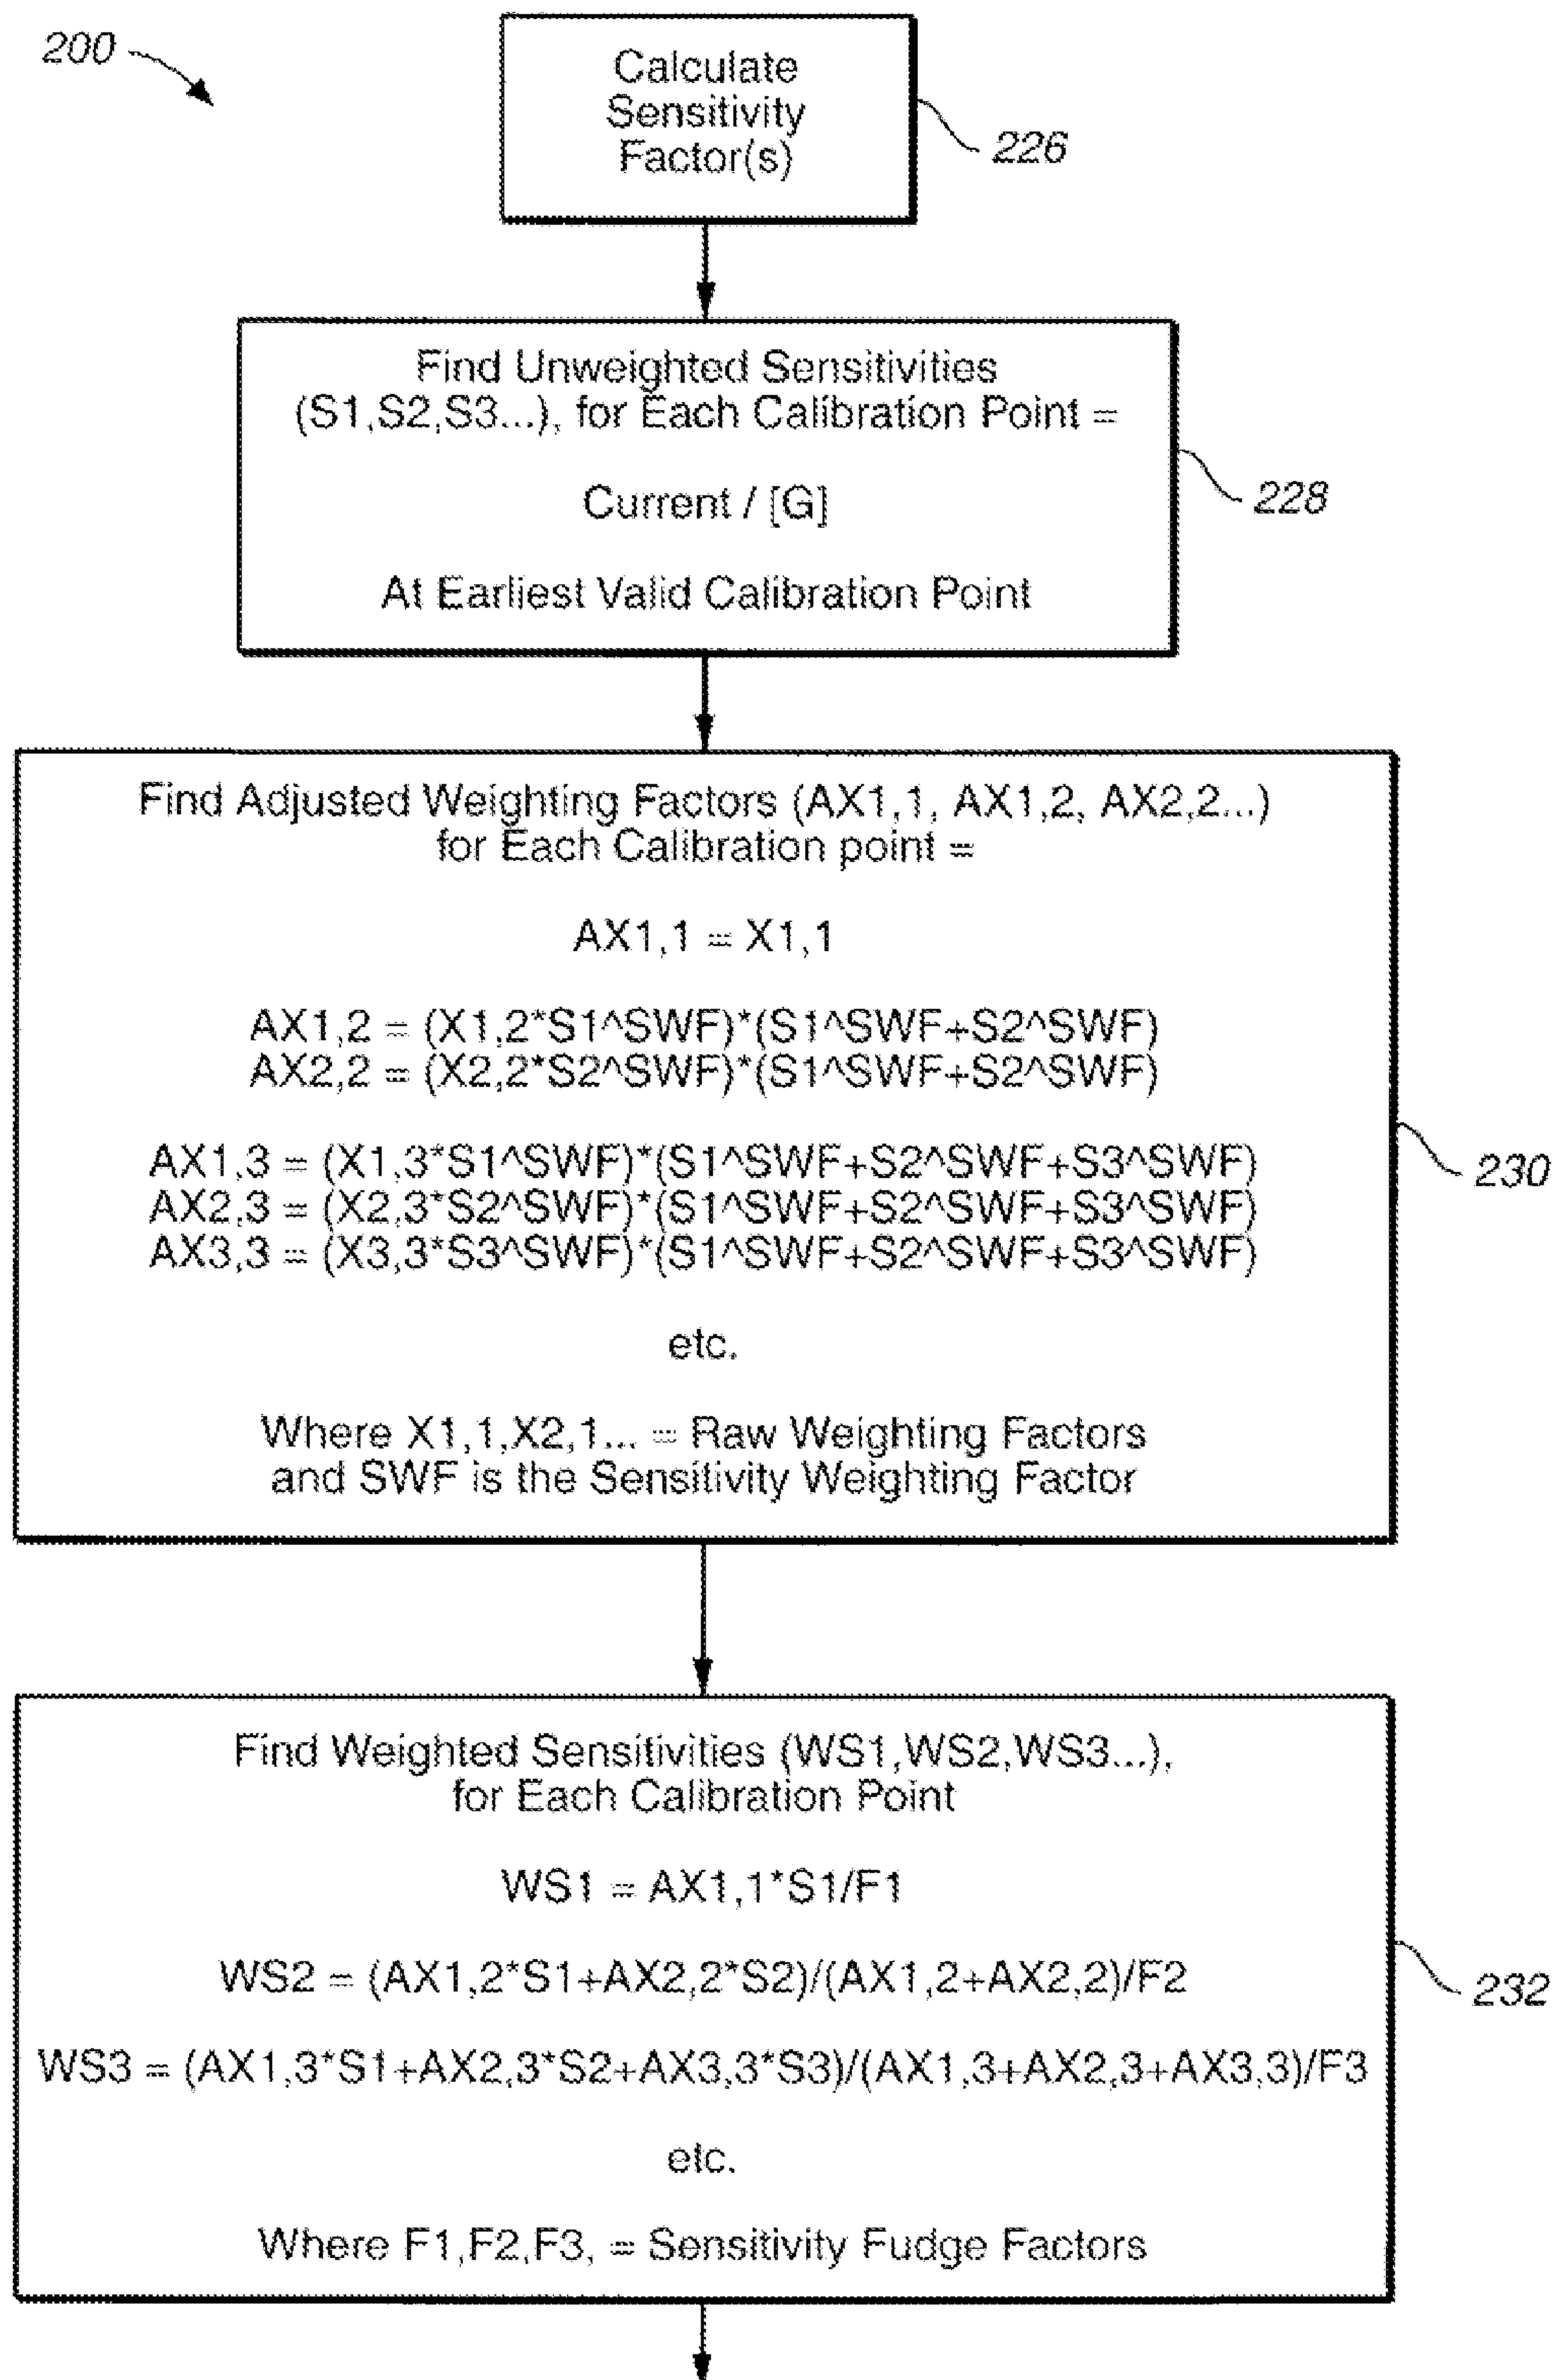 200
Calculate
Sensitivity
Factor(s)
226
Find Unweighted Sensitivities
(S1,S2,S3...), for Each Calibration Point =
Current / [G]
At Earliest Valid Calibration Point
228
Find Adjusted Weighting Factors (AX1,1, AX1,2, AX2,2...)
for Each Calibration point =
AX1,1 = X1,1
AX1,2 = (X1,2*S1^SWF)*(S1^SWF+S2^SWF)
AX2,2 = (X2,2*S2^SWF)*(S1^SWF+S2^SWF)
AX1,3 = (X1,3*S1^SWF)*(S1^SWF+S2^SWF+S3^SWF)
AX2,3 = (X2,3*S2^SWF)*(S1^SWF+S2^SWF+S3^SWF)
AX3,3 = (X3,3*S3^SWF)*(S1^SWF+S2^SWF+S3^SWF)
etc.
Where X1,1,X2,1... = Raw Weighting Factors
and SWF is the Sensitivity Weighting Factor
230
Find Weighted Sensitivities (WS1,WS2,WS3...),
for Each Calibration Point
WS1 = AX1,1*S1/F1
WS2 = (AX1,2*S1+AX2,2*S2)/(AX1,2+AX2,2)/F2
WS3 = (AX1,3*S1+AX2,3*S2+AX3,3*S3)/(AX1,3+AX2,3+AX3,3)/F3
etc.
Where F1,F2,F3, = Sensitivity Fudge Factors
232